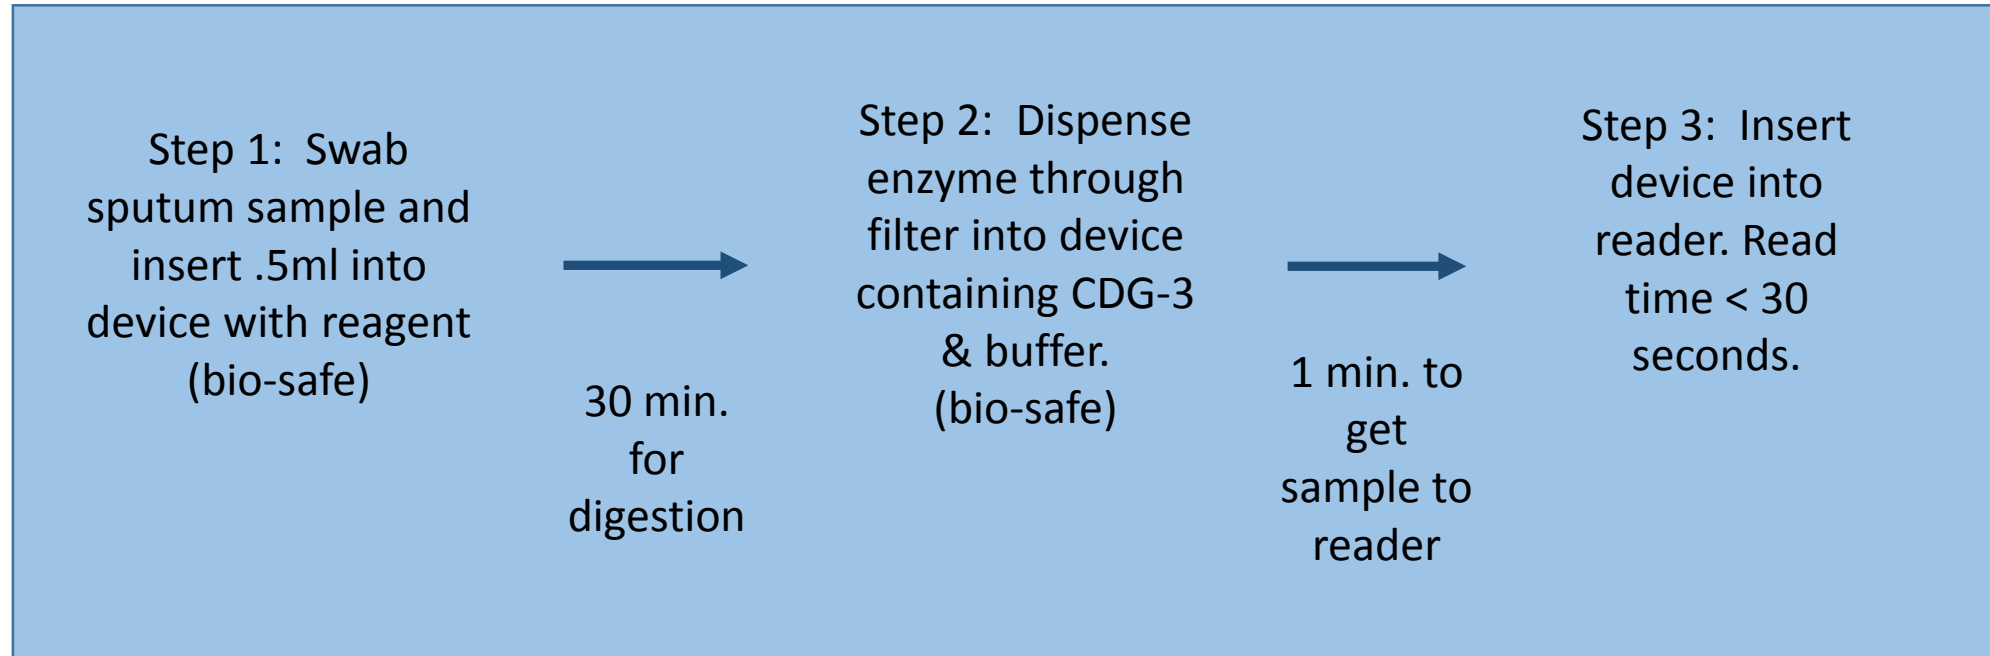 Step 1:  Swab
sputum sample and
insert .5ml into
device with reagent
(bio-safe)
30 min.
for
digestion
Step 2:  Dispense
enzyme through
filter into device
containing CDG-3
& buffer.
(bio-safe)
1 min. to
get
sample to
reader
Step 3:  Insert
device into
reader. Read
time < 30
seconds.